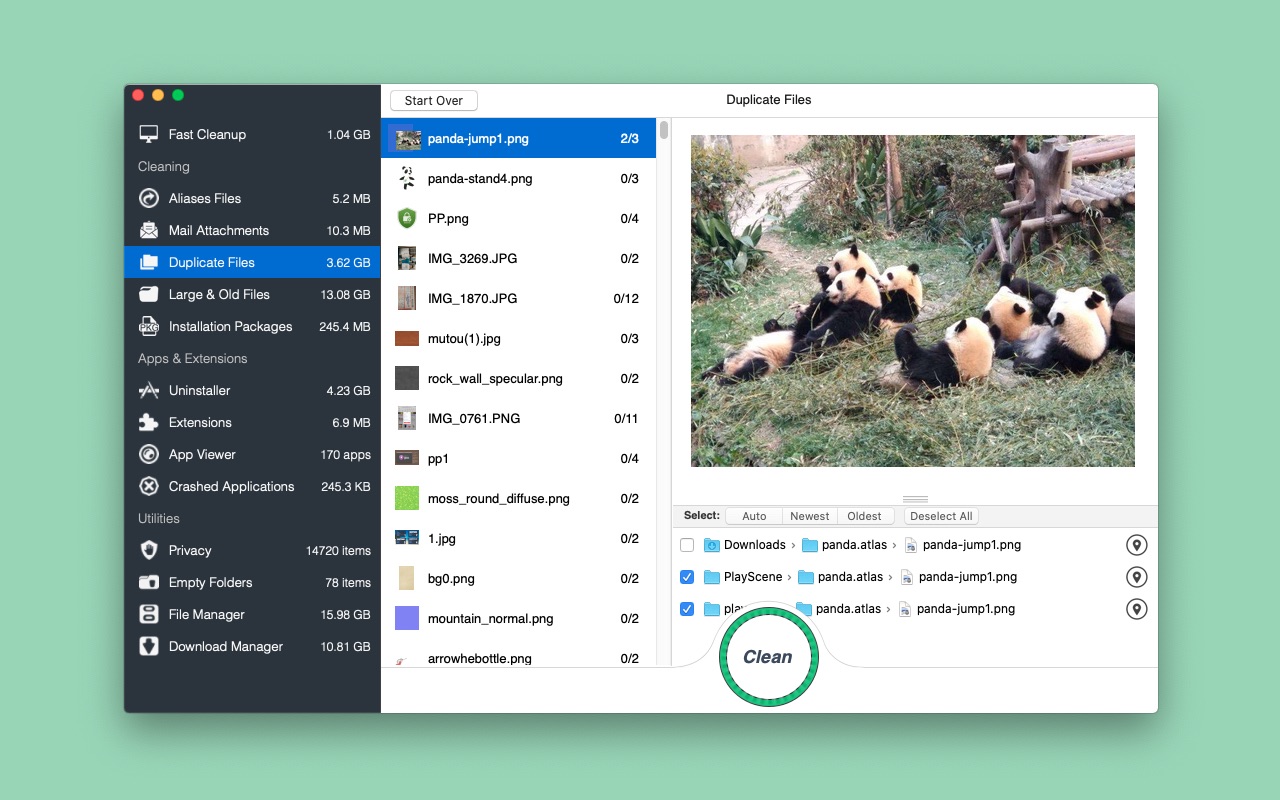 Start Over
Duplicate Files
Fast Cleanup 1.04 GB
Cleaning
Aliases Files 5.2 MB
Mail Attachments 10.3 MB
Duplicate Files 3.62 GB
Large & Old Files 13.08 GB
PKG
Installation Packages 245.4 MB
Apps & Extensions
Uninstaller 4.23 GB
Extensions 6.9 MB
App Viewer 170 apps
Crashed Applications 245.3 KB
Utilities
Privacy 14720 items
Empty Folders 78 items
File Manager 15.98 GB
Download Manager 10.81 GB
panda-jump1.png 2/3
panda-stand4.png 0/3
PP.png 0/4
IMG_3269.JPG 0/2
IMG_1870.JPG 0/12
mutou(1).jpg 0/3
rock_wall_specular.png 0/2
IMG_0761.PNG 0/11
pp1 0/4
moss_round_diffuse.png 0/2
1.jpg 0/2
bg0.png 0/2
mountain_normal.png 0/2
arrowhebottle.png 0/2
Select: Auto Newest Oldest Deselect All
Downloads › panda.atlas › panda-jump1.png
PlayScene › panda.atlas › panda-jump1.png
panda.atlas › panda-jump1.png
Clean